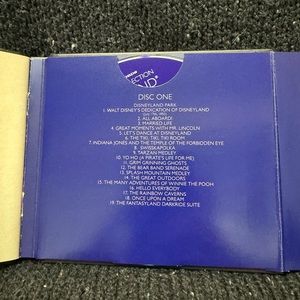 LECTION
ND*
DISC ONE
DISNEYLAND PARK
1. WALT DISNEY'S DEDICATION OF DISNEYLAND
2. ALL ABOARD!
3. MARRIED LIFE
4. GREAT MOMENTS WITH MR. LINCOLN
5. LET'S DANCE AT DISNEYLAND
6. THE TIKI, TIKI, TIKI ROOM
7. INDIANA JONES AND THE TEMPLE OF THE FORBIDDEN EYE
8. SWISSKAPOLKA
9. TARZAN MEDLEY
10. YO HO (A PIRATE'S LIFE FOR ME)
11. GRIM GRINNING GHOSTS
12. THE BEAR BAND SERENADE
13. SPLASH MOUNTAIN MEDLEY
14. THE GREAT OUTDOORS
15. THE MANY ADVENTURES OF WINNIE THE POOH
16. HELLO EVERYBODY
17. THE RAINBOW CAVERNS
18. ONCE UPON A DREAM
19. THE FANTASYLAND DARKRIDE SUITE